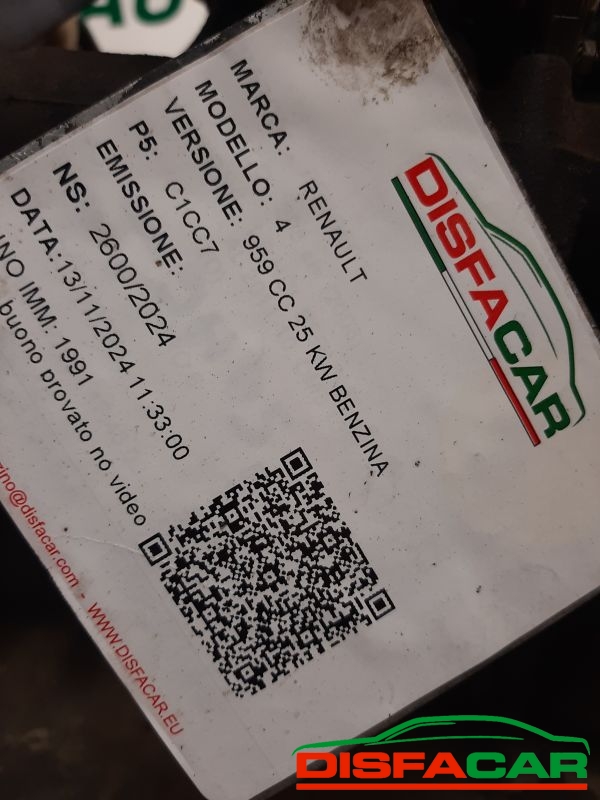 DISFACAR
MARCA: RENAULT
MODELLO: 4
VERSIONE: 959 CC 25 KW BENZINA
P5: C1CC7
EMISSIONE:
NS: 2600/2024
DATA:13/11/2024 11:33:00
NO IMM: 1991
buono provato no video
zino@disfacar.com - WWW.DISFACAR.EU
DISFACAR